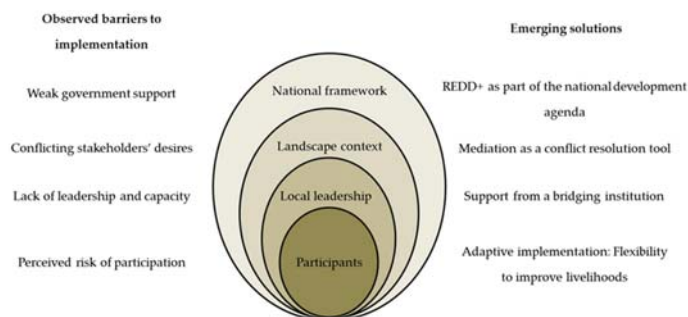 Observed barriers to
implementation
Emerging solutions
Weak government support
National framework
REDD+ as part of the national development
agenda
Conflicting stakeholders' desires
Landscape context
Mediation as a conflict resolution tool
Lack of leadership and capacity
Local leadership
Support from a bridging institution
Perceived risk of participation
Participants
Adaptive implementation: Flexibility
to improve livelihoods